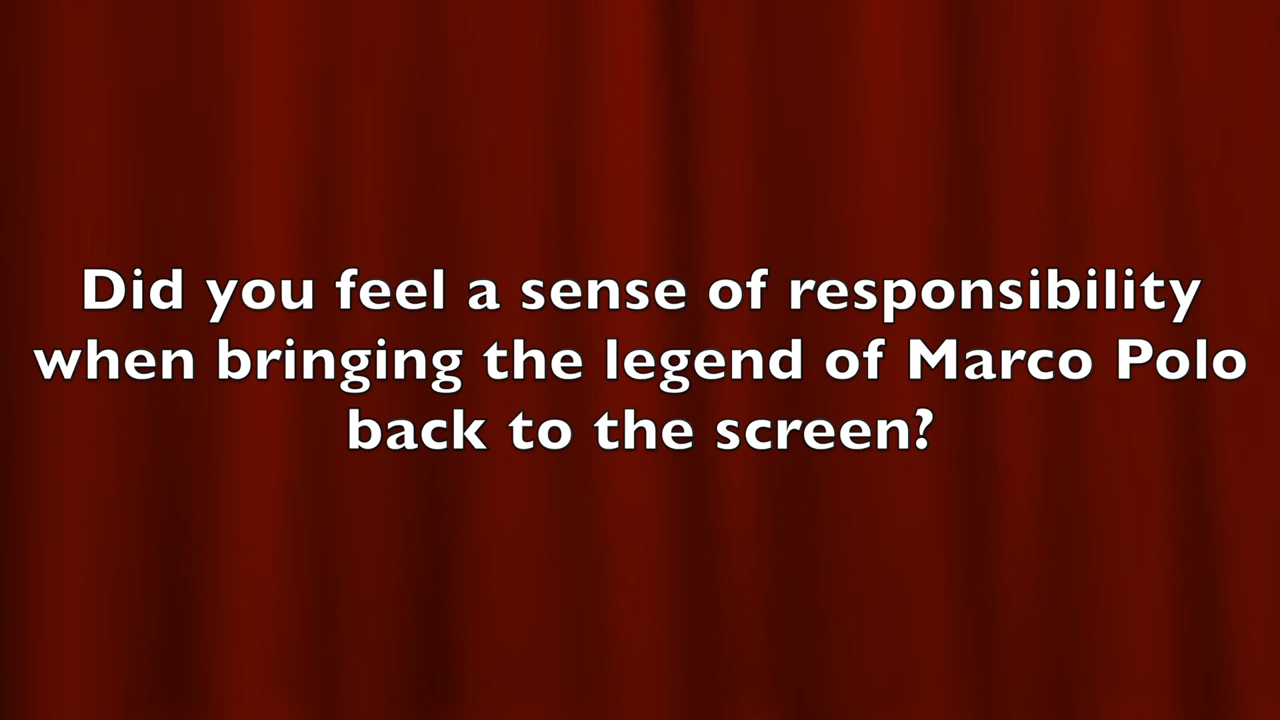 Did you feel a sense of responsibility
when bringing the legend of Marco Polo
back to the screen?